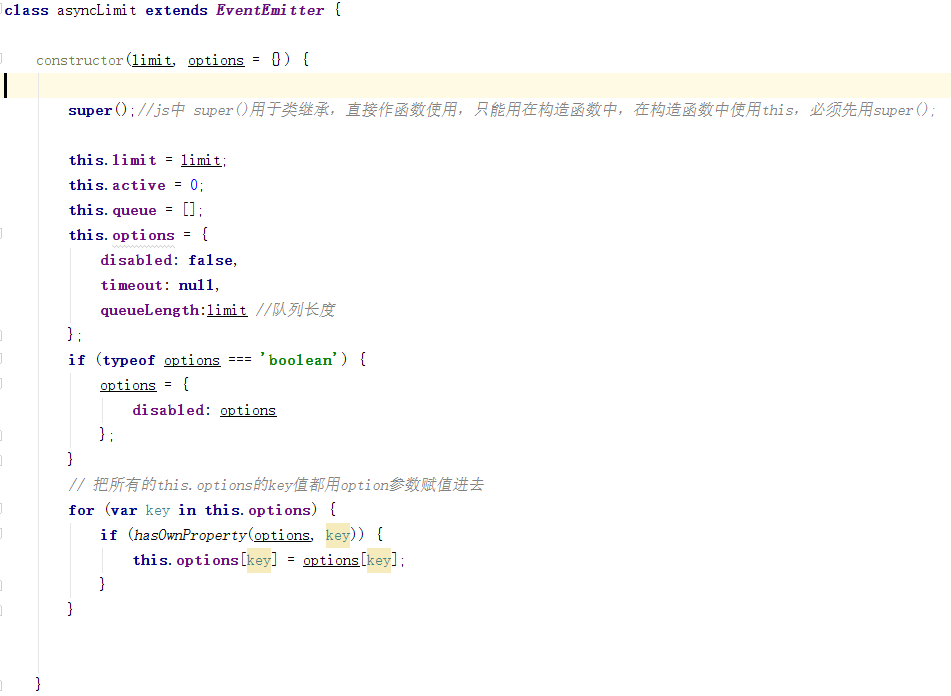 class asyncLimit extends EventEmitter {
constructor(limit, options = {}) {
super();//js中 super()用于类继承，直接作函数使用，只能用在构造函数中，在构造函数中使用this，必须先用super();
this.limit = limit;
this.active = 0;
this.queue = [];
this.options = {
disabled: false,
timeout: null,
queueLength:limit //队列长度
};
if (typeof options === 'boolean') {
options = {
disabled: options
};
}
// 把所有的this.options的key值都用option参数赋值进去
for (var key in this.options) {
if (hasOwnProperty(options, key)) {
this.options[key] = options[key];
}
}
}